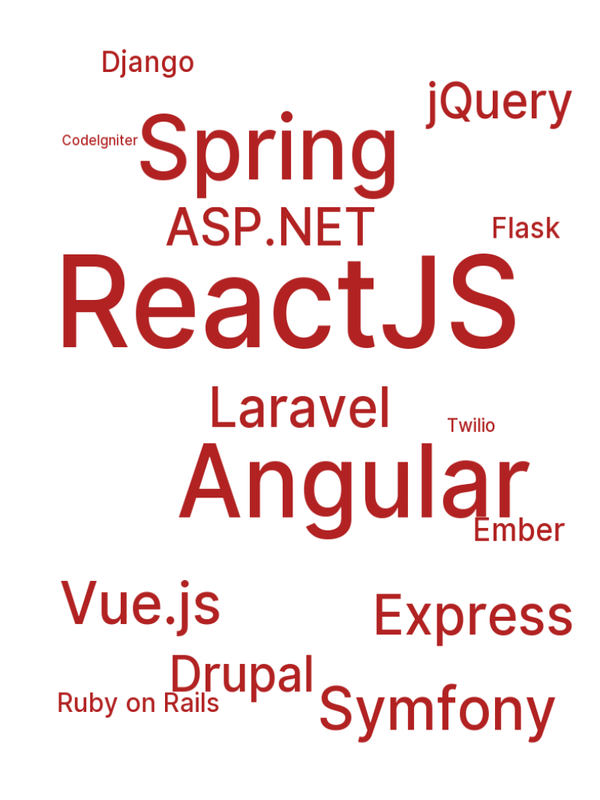 Django
jQuery
CodeIgniter
Spring
ASP.NET
Flask
ReactJS
Laravel
Twilio
Angular
Ember
Vue.js
Express
Drupal
Ruby on Rails
Symfony